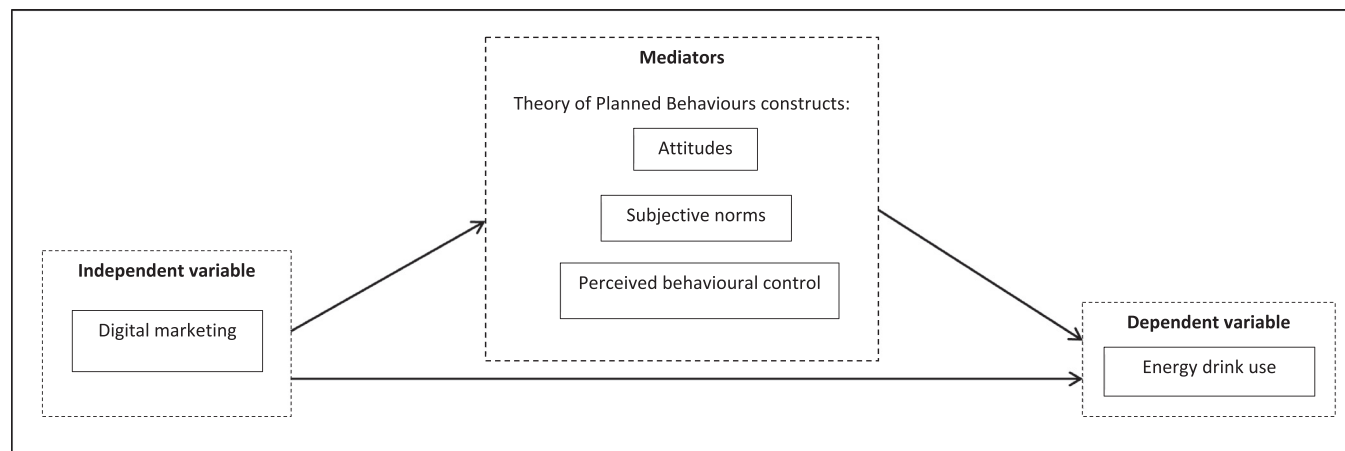 Mediators
Theory of Planned Behaviours constructs:
Attitudes
Subjective norms
Perceived behavioural control
Independent variable
Digital marketing
Dependent variable
Energy drink use